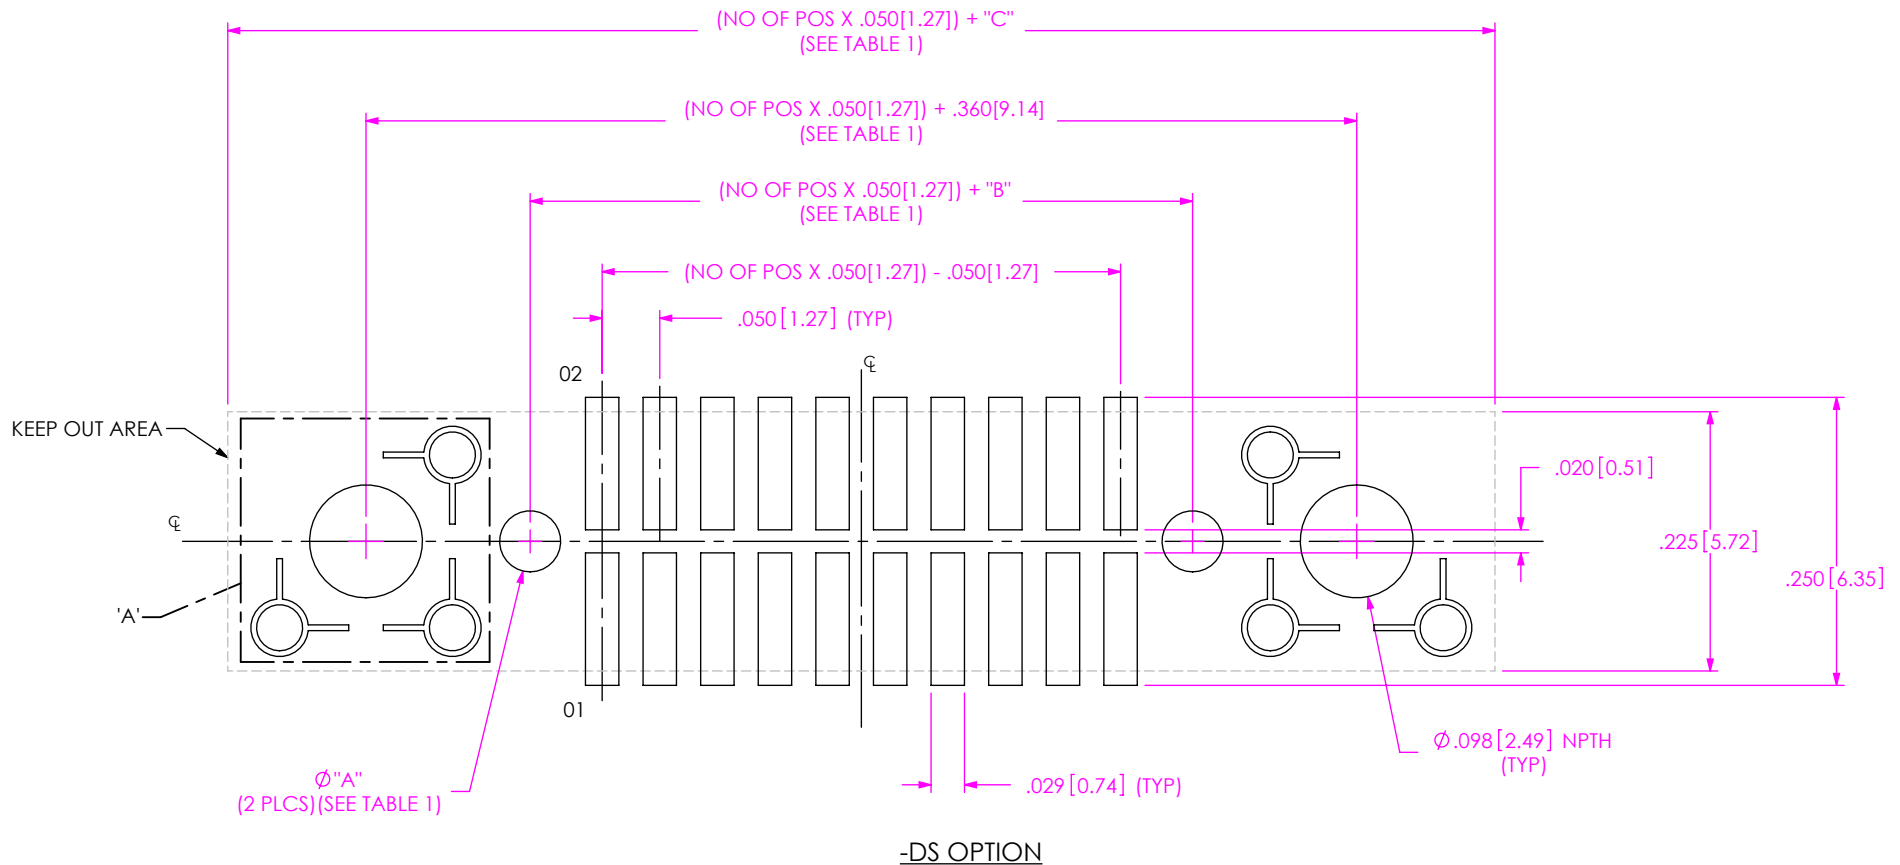 (NO OF POS X .050[1.27]) + "C"
(SEE TABLE 1)
(NO OF POS X .050[1.27]) + .360[9.14]
(SEE TABLE 1)
(NO OF POS X .050[1.27]) + "B"
(SEE TABLE 1)
(NO OF POS X .050[1.27]) - .050[1.27]
.050[1.27] (TYP)
02
℄
KEEP OUT AREA
.020[0.51]
℄
.225[5.72]
.250[6.35]
'A'
01
Ø.098[2.49] NPTH
(TYP)
Ø"A"
(2 PLCS)(SEE TABLE 1)
.029[0.74] (TYP)
-DS OPTION